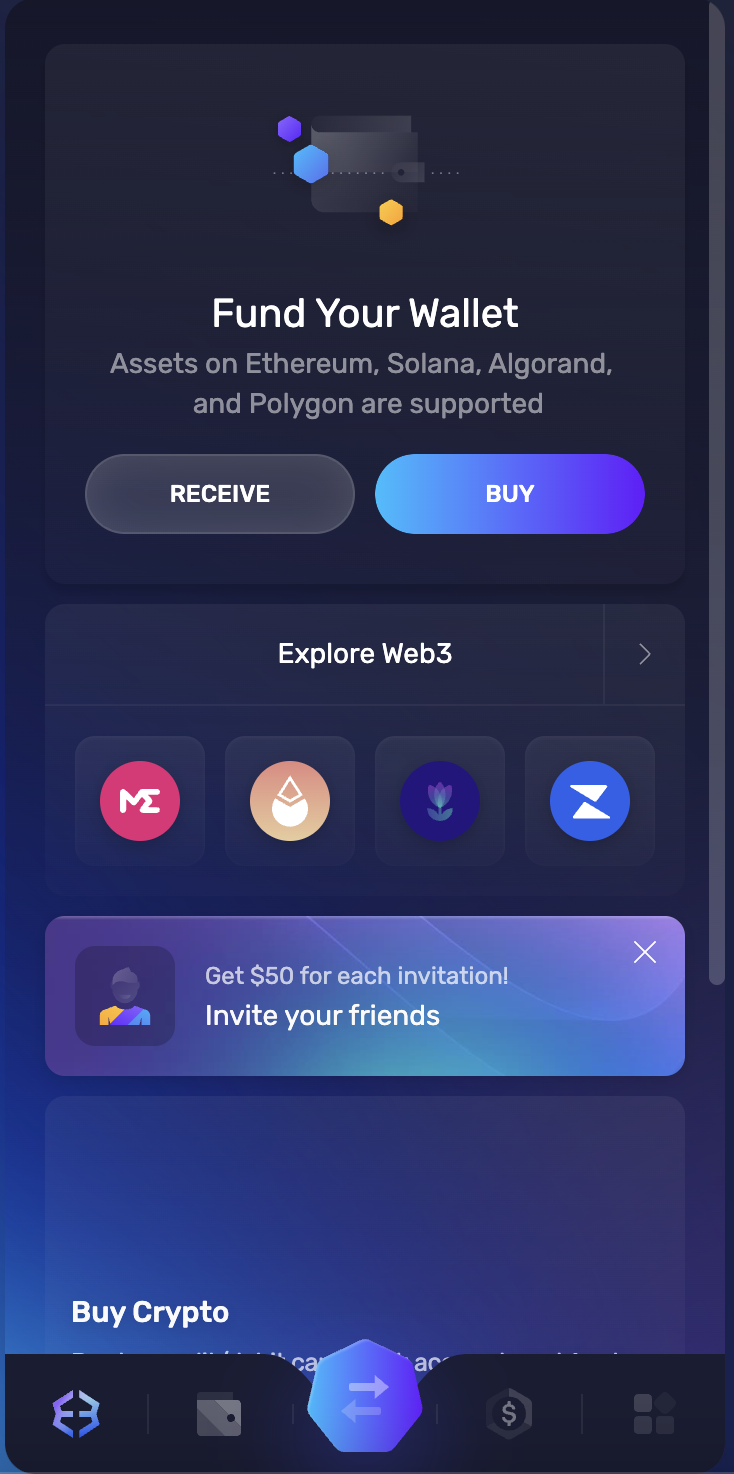 Fund Your Wallet
Assets on Ethereum, Solana, Algorand,
and Polygon are supported
RECEIVE
BUY
Explore Web3
ME
Get $50 for each invitation!
Invite your friends
Buy Crypto
$